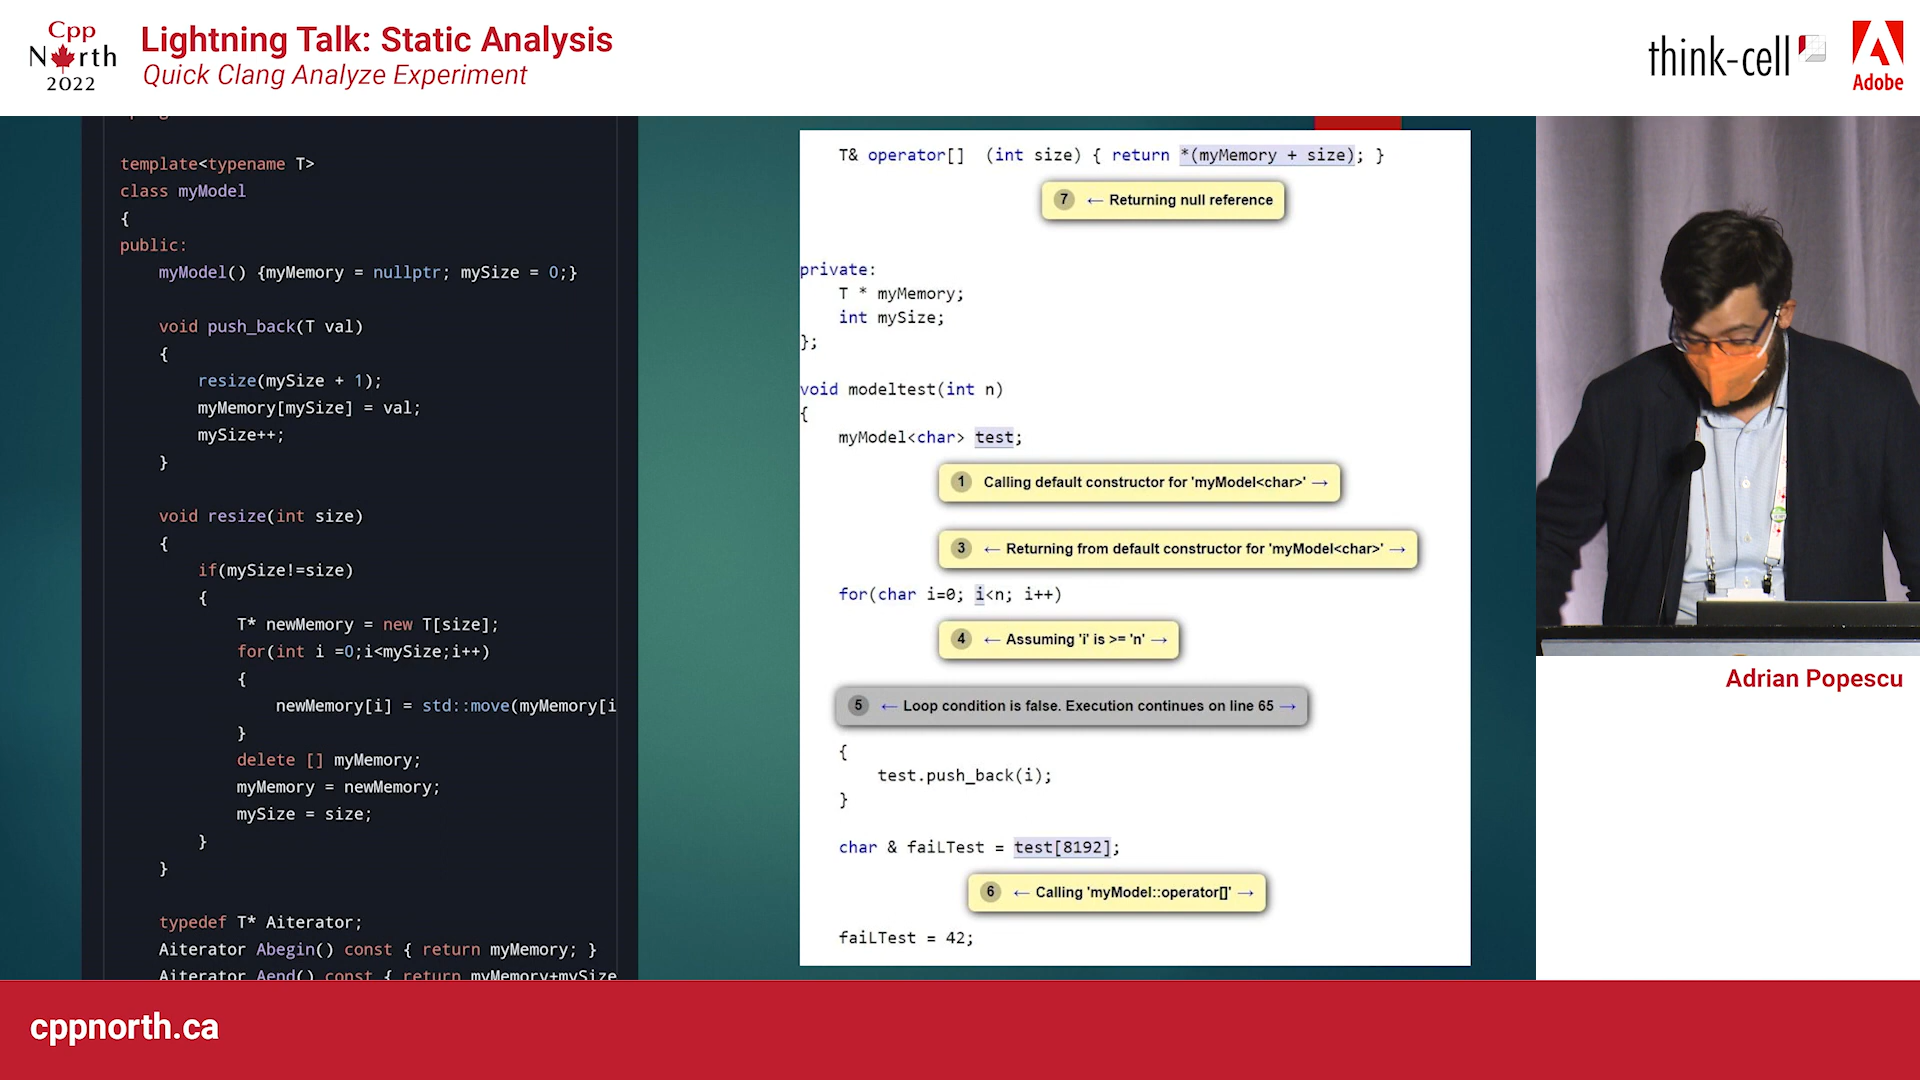 Cpp
North
2022
Lightning Talk: Static Analysis
Quick Clang Analyze Experiment
think-cell
Adobe
template<typename T>
class myModel
{
public:
myModel() {myMemory = nullptr; mySize = 0;}
void push_back(T val)
{
resize(mySize + 1);
myMemory[mySize] = val;
mySize++;
}
void resize(int size)
{
if(mySize!=size)
{
T* newMemory = new T[size];
for(int i =0;i<mySize;i++)
{
newMemory[i] = std::move(myMemory[i
}
delete [] myMemory;
myMemory = newMemory;
mySize = size;
}
}
typedef T* Aiterator;
Aiterator Abegin() const { return myMemory; }
Aiterator Aend() const { return myMemory+mySize
T& operator[] (int size) { return *(myMemory + size); }
7 ← Returning null reference
private:
T * myMemory;
int mySize;
};
void modeltest(int n)
{
myModel<char> test;
1 Calling default constructor for 'myModel<char>' →
3 ← Returning from default constructor for 'myModel<char>' →
for(char i=0; i<n; i++)
4 ← Assuming 'i' is >= 'n' →
5 ← Loop condition is false. Execution continues on line 65 →
{
test.push_back(i);
}
char & faiLTest = test[8192];
6 ← Calling 'myModel::operator[]' →
faiLTest = 42;
Adrian Popescu
cppnorth.ca